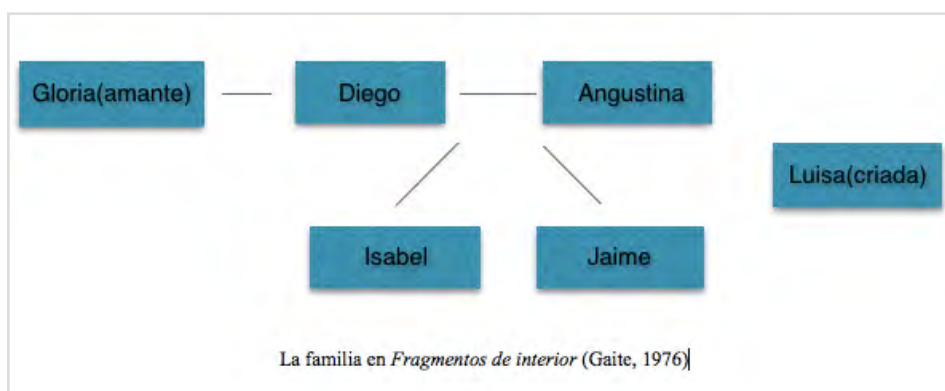 Gloria(amante)
Diego
Angustina
Luisa(criada)
Isabel
Jaime
La familia en Fragmentos de interior (Gaite, 1976)